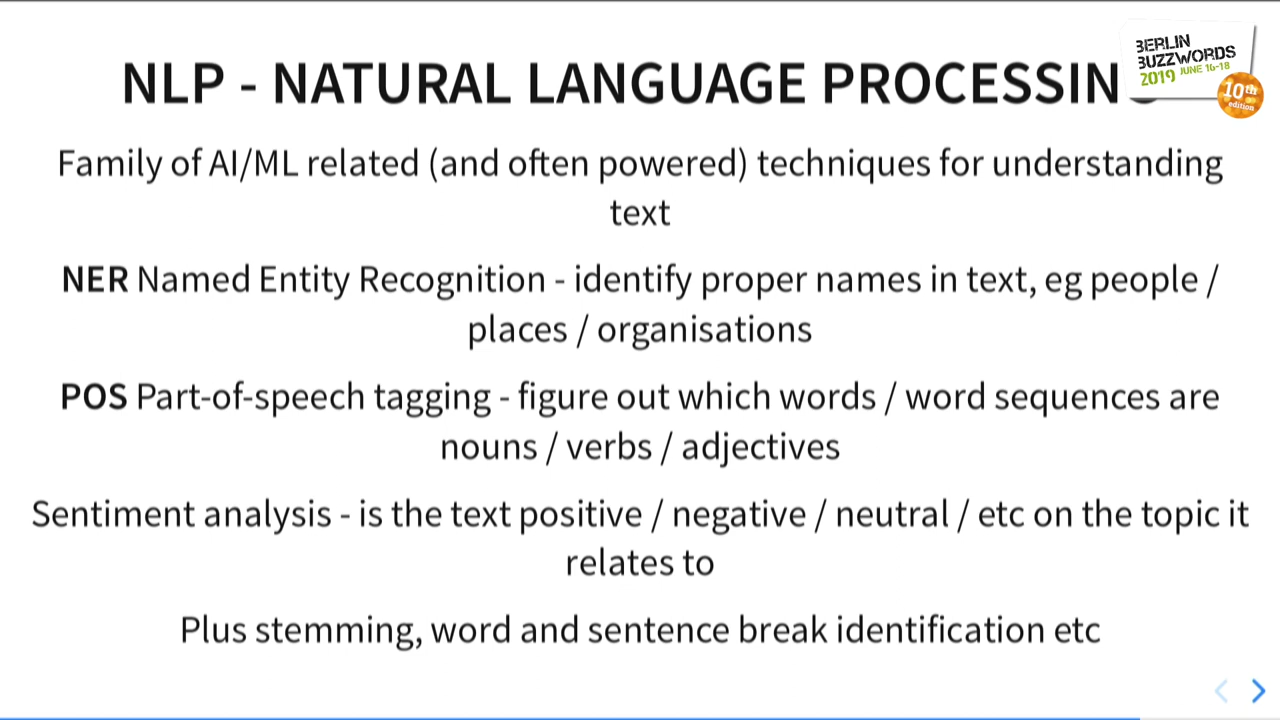 NLP - NATURAL LANGUAGE PROCESSIN
BERLIN
BUZZWORDS
2019 JUNE 16-18
10th
edition
Family of AI/ML related (and often powered) techniques for understanding
text
NER Named Entity Recognition - identify proper names in text, eg people /
places / organisations
POS Part-of-speech tagging - figure out which words / word sequences are
nouns / verbs / adjectives
Sentiment analysis - is the text positive / negative / neutral / etc on the topic it
relates to
Plus stemming, word and sentence break identification etc